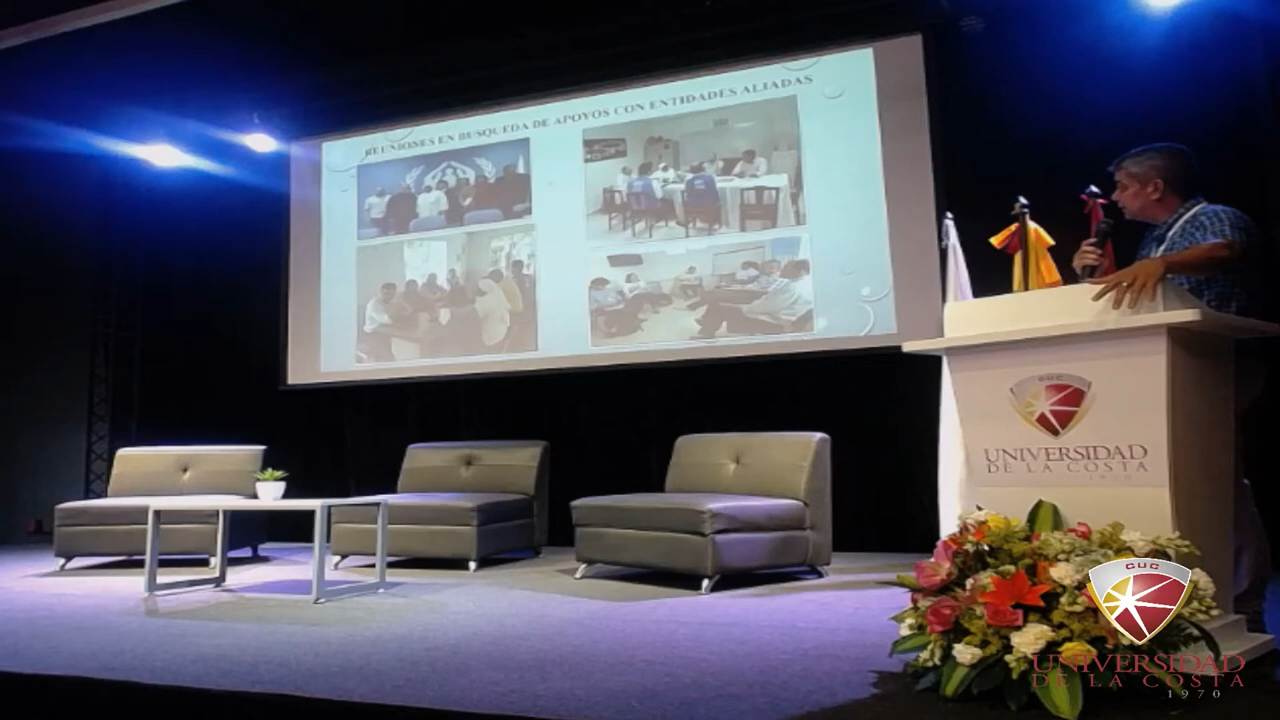 REUNIONES EN BUSQUEDA DE APOYOS CON ENTIDADES ALIADAS
CUC
UNIVERSIDAD
DE LA COSTA
1970
CUC
UNIVERSIDAD
DE LA COSTA
1970